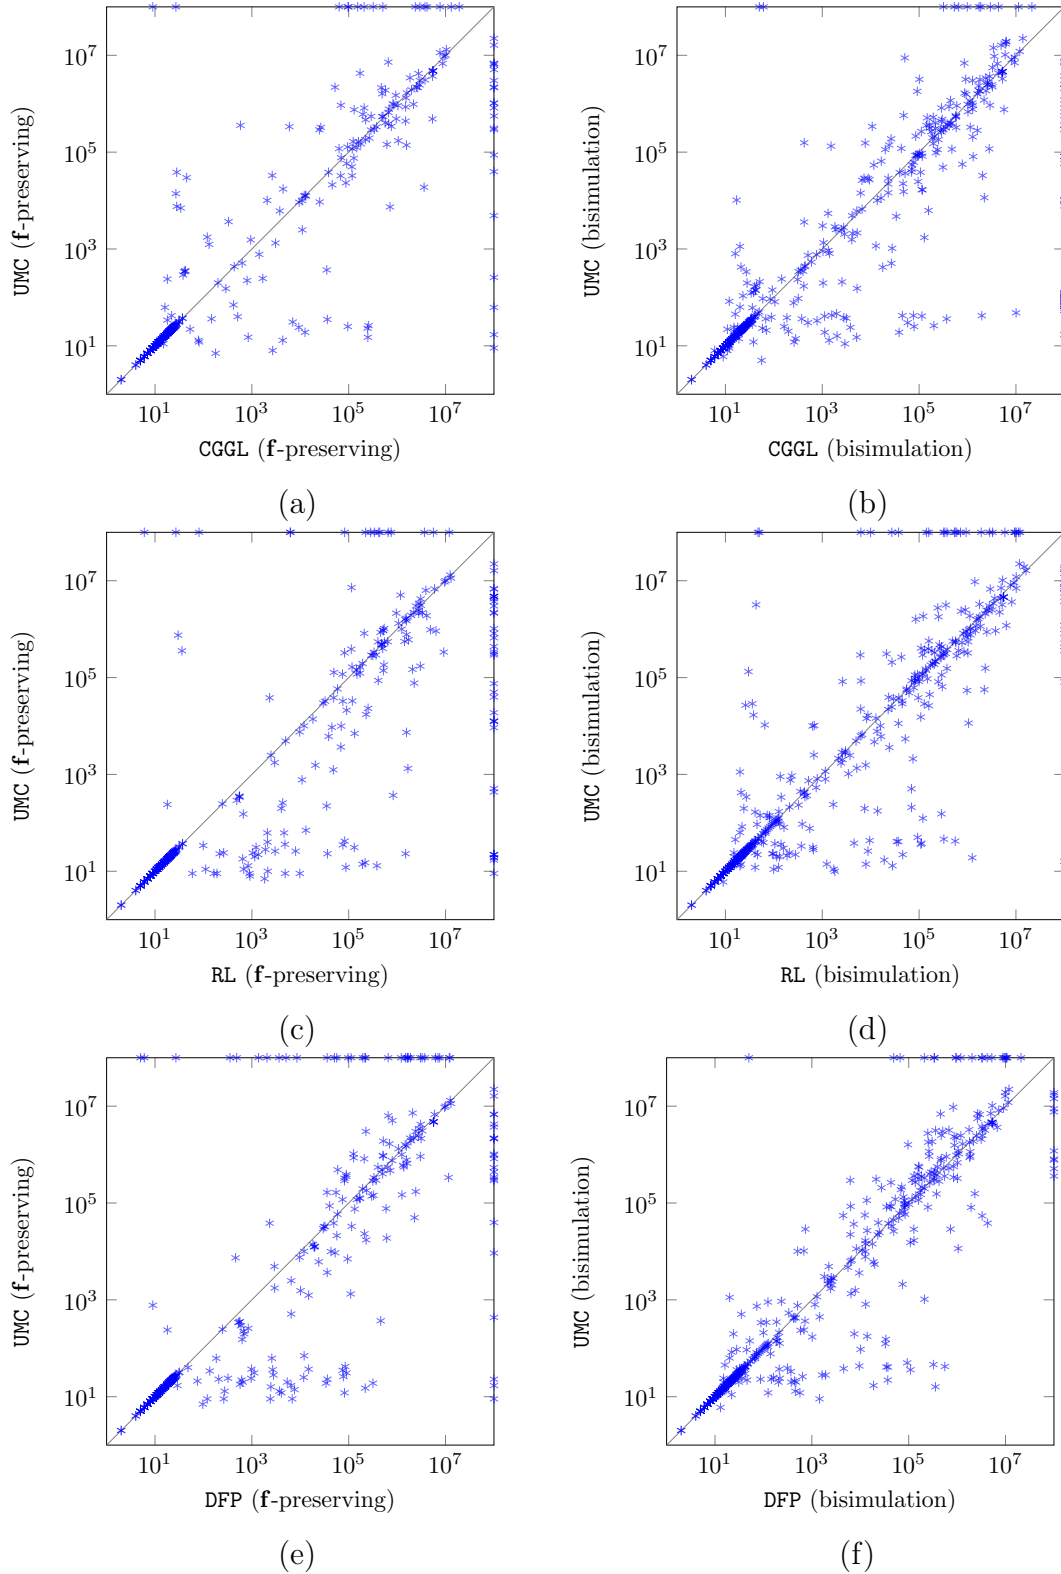 10^7
10^5
10^3
10^1
UMC (f-preserving)
10^1 10^3 10^5 10^7
CGGL (f-preserving)
(a)
10^7
10^5
10^3
10^1
UMC (bisimulation)
10^1 10^3 10^5 10^7
CGGL (bisimulation)
(b)
10^7
10^5
10^3
10^1
UMC (f-preserving)
10^1 10^3 10^5 10^7
RL (f-preserving)
(c)
10^7
10^5
10^3
10^1
UMC (bisimulation)
10^1 10^3 10^5 10^7
RL (bisimulation)
(d)
10^7
10^5
10^3
10^1
UMC (f-preserving)
10^1 10^3 10^5 10^7
DFP (f-preserving)
(e)
10^7
10^5
10^3
10^1
UMC (bisimulation)
10^1 10^3 10^5 10^7
DFP (bisimulation)
(f)